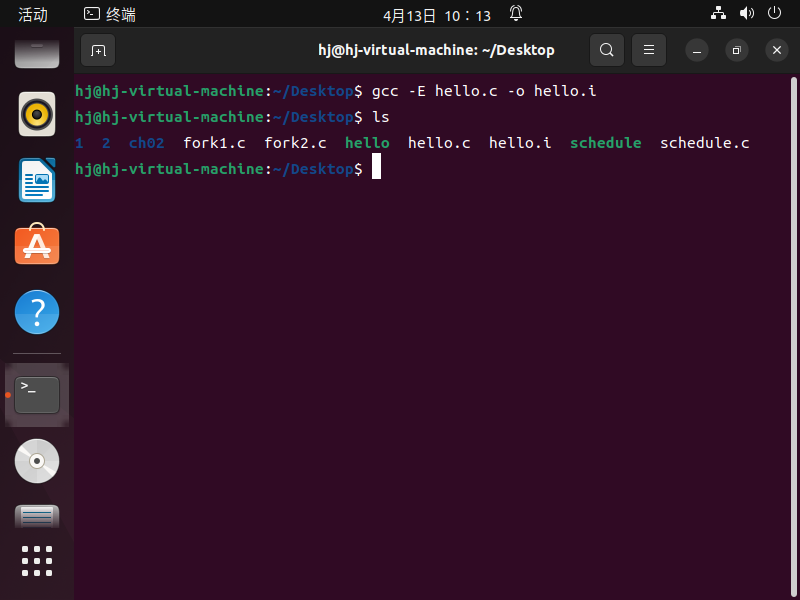 活动 终端 4月13日 10：13
hj@hj-virtual-machine: ~/Desktop
hj@hj-virtual-machine:~/Desktop$ gcc -E hello.c -o hello.i
hj@hj-virtual-machine:~/Desktop$ ls
1 2 ch02 fork1.c fork2.c hello hello.c hello.i schedule schedule.c
hj@hj-virtual-machine:~/Desktop$